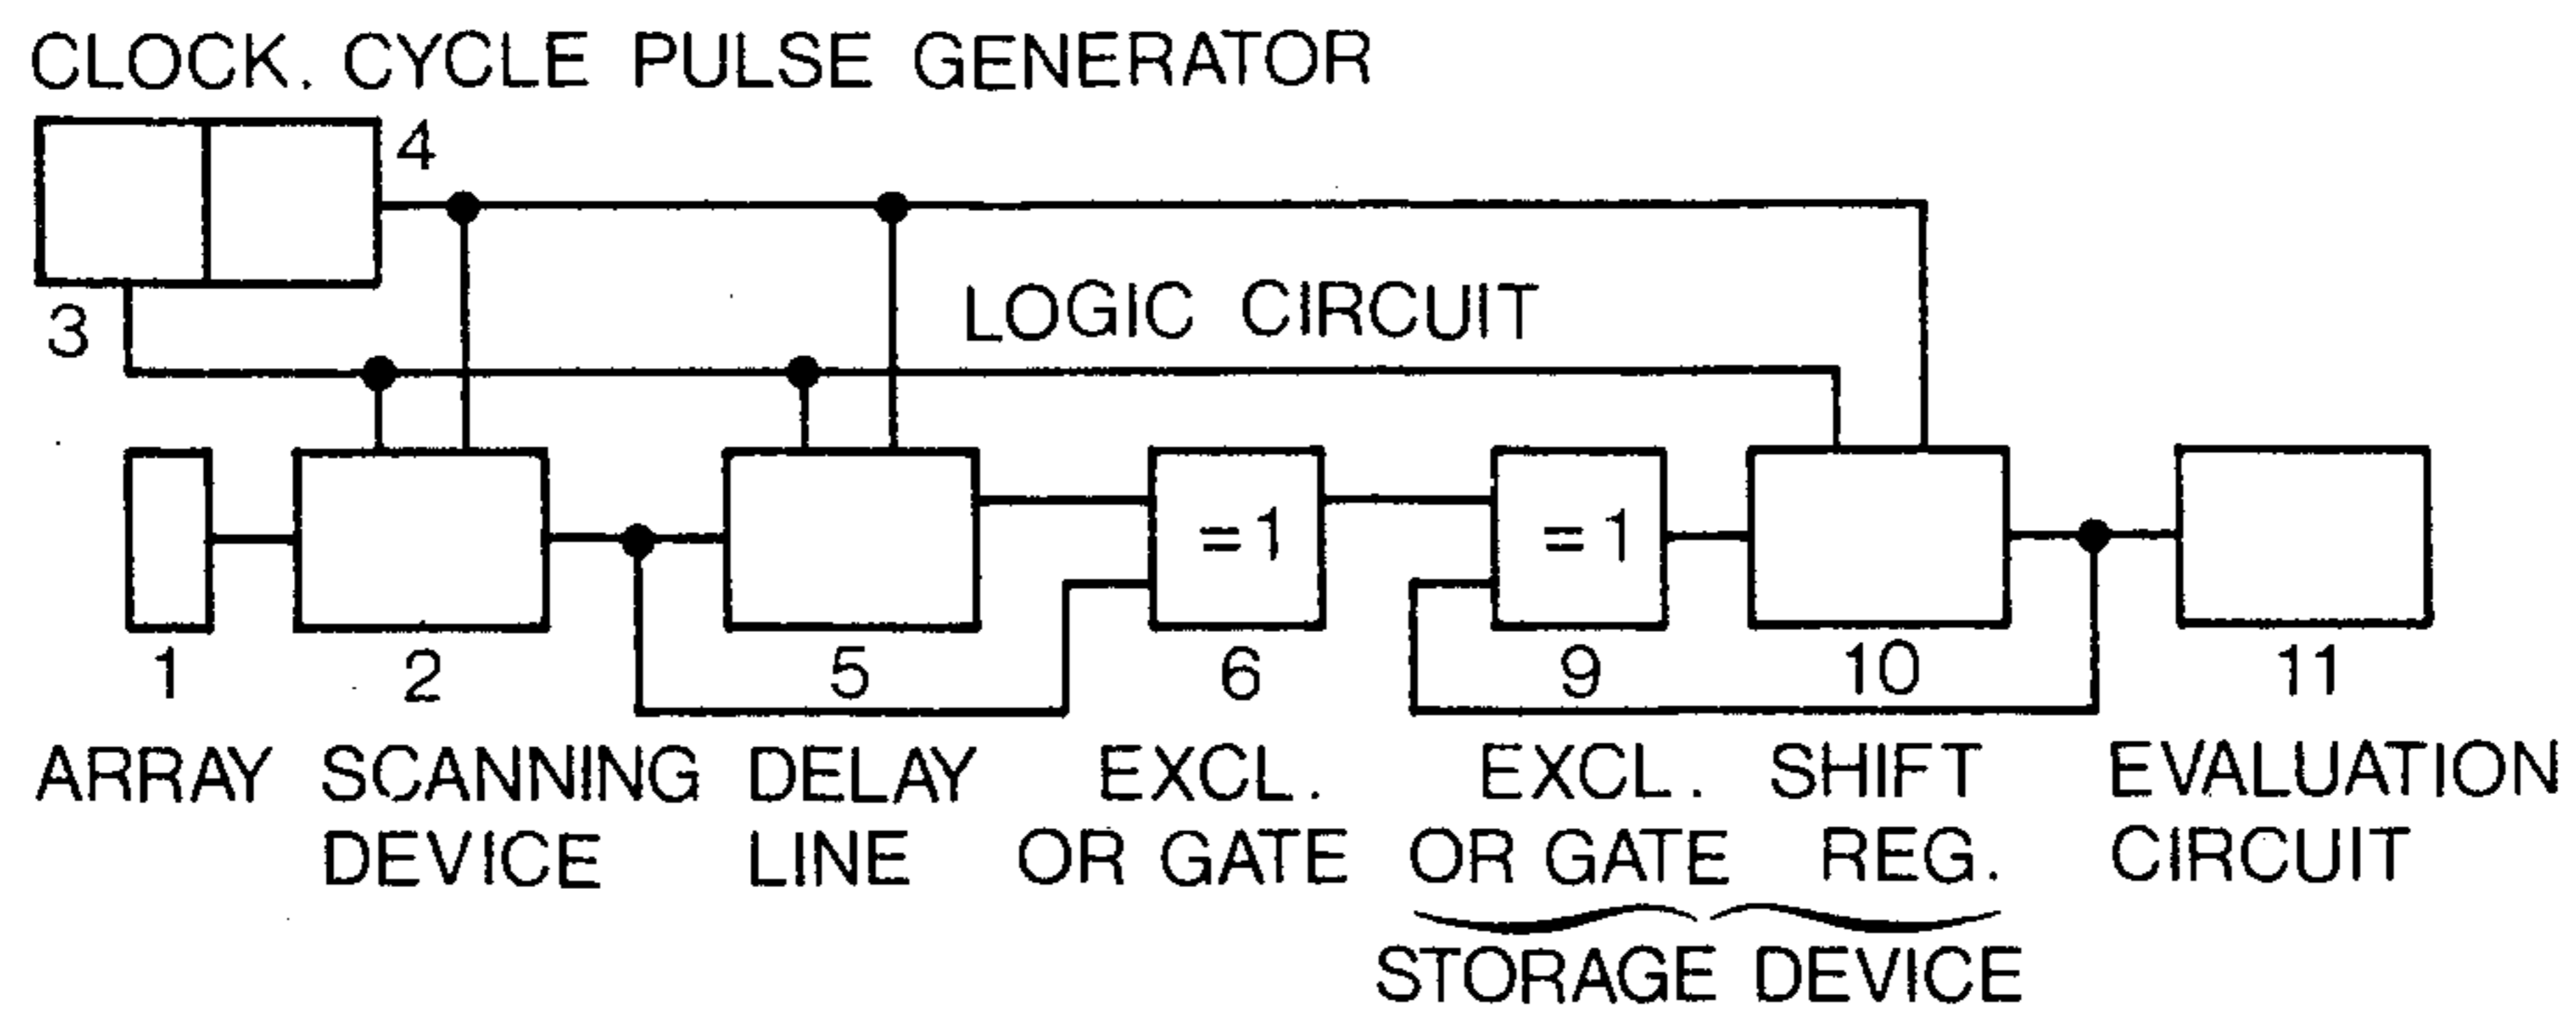 CLOCK. CYCLE PULSE GENERATOR
4
3
LOGIC CIRCUIT
=1 =1
1 2 5 6 9 10 11
ARRAY SCANNING DELAY EXCL. EXCL. SHIFT EVALUATION
DEVICE LINE OR GATE OR GATE REG. CIRCUIT
STORAGE DEVICE